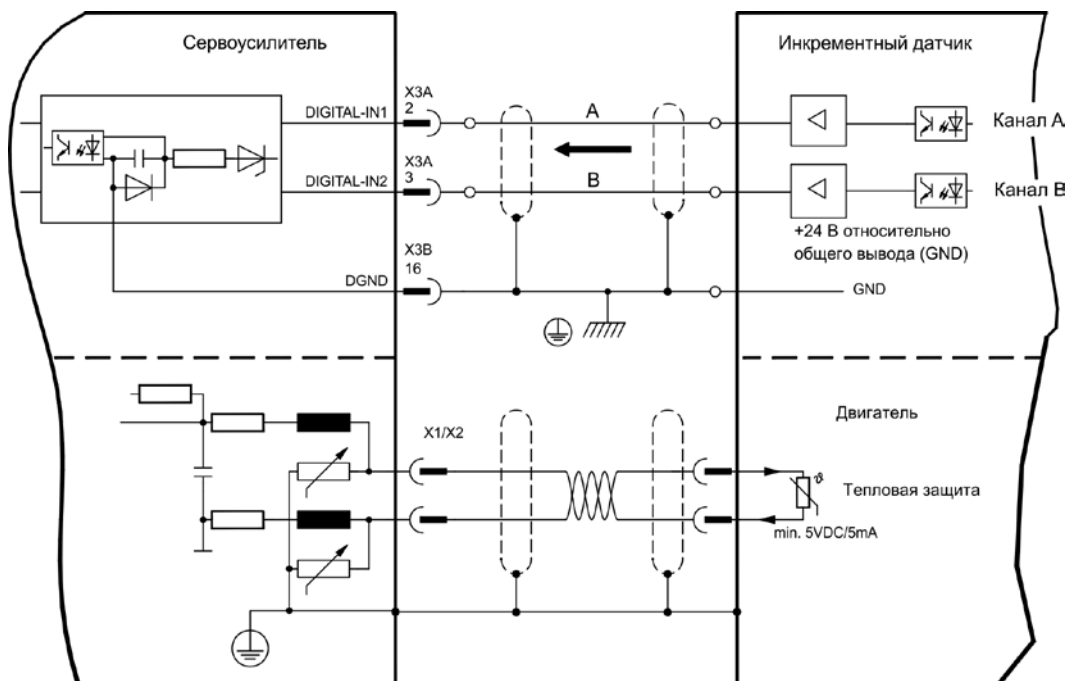 Сервоусилитель
Инкрементный датчик
X3A
2
DIGITAL-IN1
A
Канал A
X3A
3
DIGITAL-IN2
B
Канал B
+24 В относительно
общего вывода (GND)
X3B
16
DGND
GND
Двигатель
X1/X2
ϑ
Тепловая защита
min. 5VDC/5mA